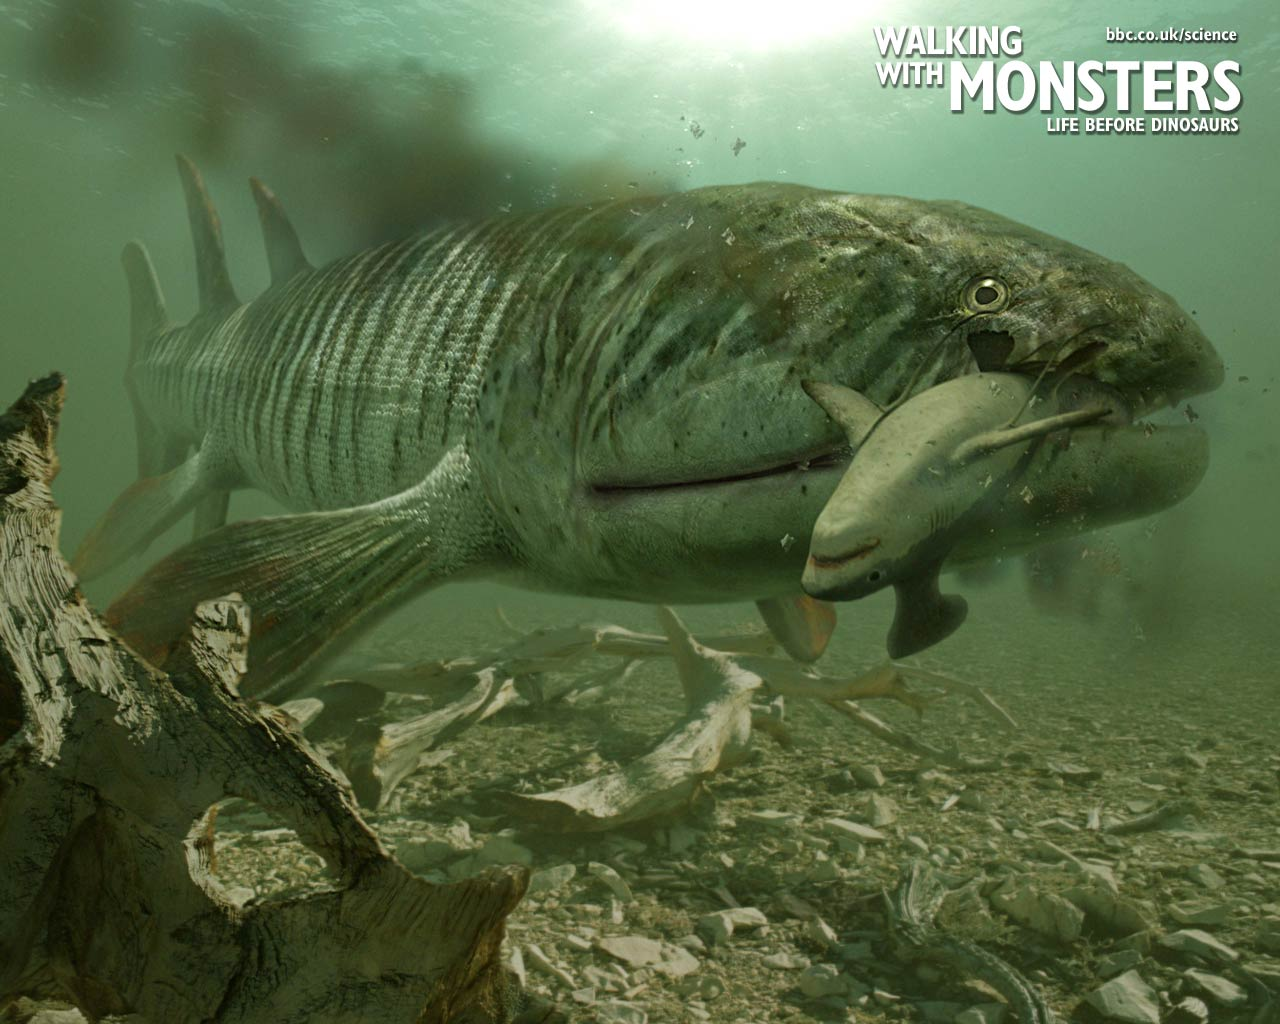 WALKING
WITH MONSTERS
LIFE BEFORE DINOSAURS
bbc.co.uk/science